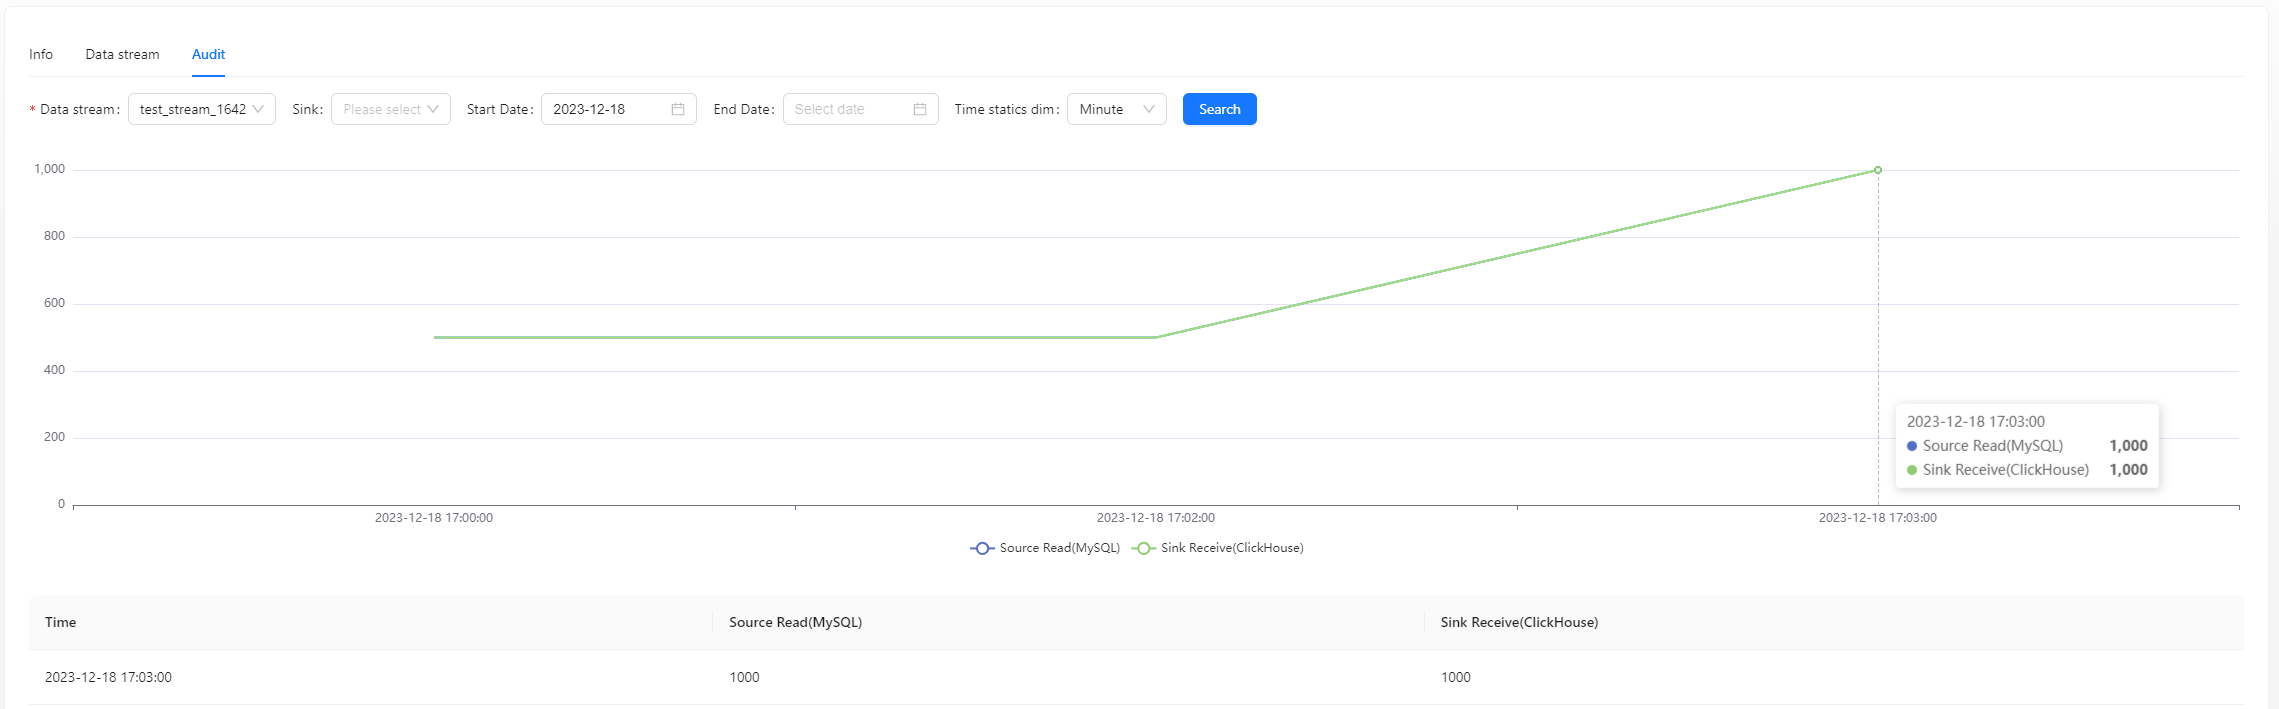 Info Data stream Audit
* Data stream: test_stream_1642 Sink: Please select Start Date: 2023-12-18 End Date: Select date Time statics dim: Minute Search
1,000
800
600
400
200
0
2023-12-18 17:00:00 2023-12-18 17:02:00 2023-12-18 17:03:00
2023-12-18 17:03:00
Source Read(MySQL) 1,000
Sink Receive(ClickHouse) 1,000
Source Read(MySQL) Sink Receive(ClickHouse)
Time Source Read(MySQL) Sink Receive(ClickHouse)
2023-12-18 17:03:00 1000 1000